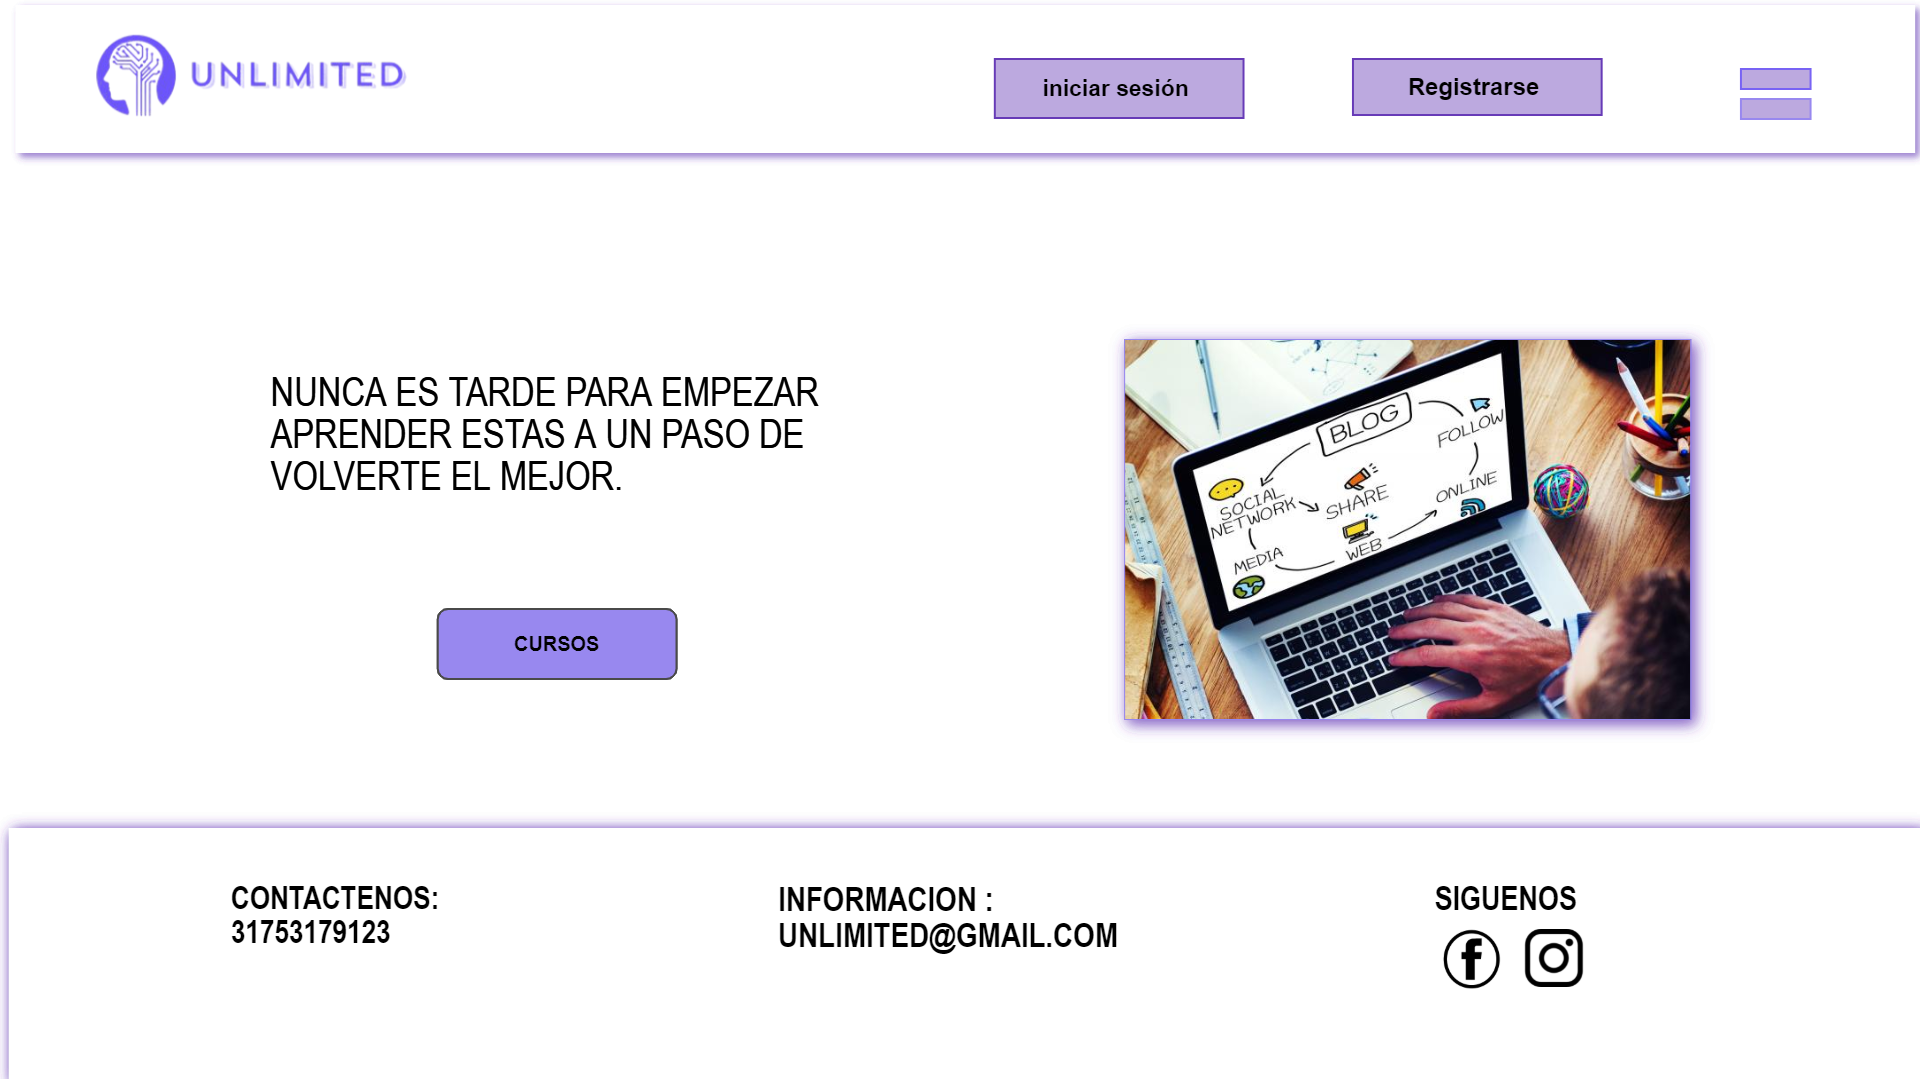 UNLIMITED
iniciar sesión
Registrarse
NUNCA ES TARDE PARA EMPEZAR
APRENDER ESTAS A UN PASO DE
VOLVERTE EL MEJOR.
CURSOS
BLOG
FOLLOW
SOCIAL
NETWORK
SHARE
ONLINE
MEDIA
WEB
CONTACTENOS:
31753179123
INFORMACION :
UNLIMITED@GMAIL.COM
SIGUENOS